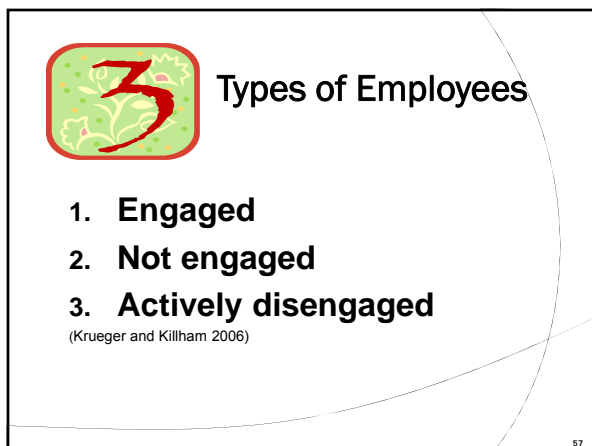 3 Types of Employees
1. Engaged
2. Not engaged
3. Actively disengaged
(Krueger and Killham 2006)
57